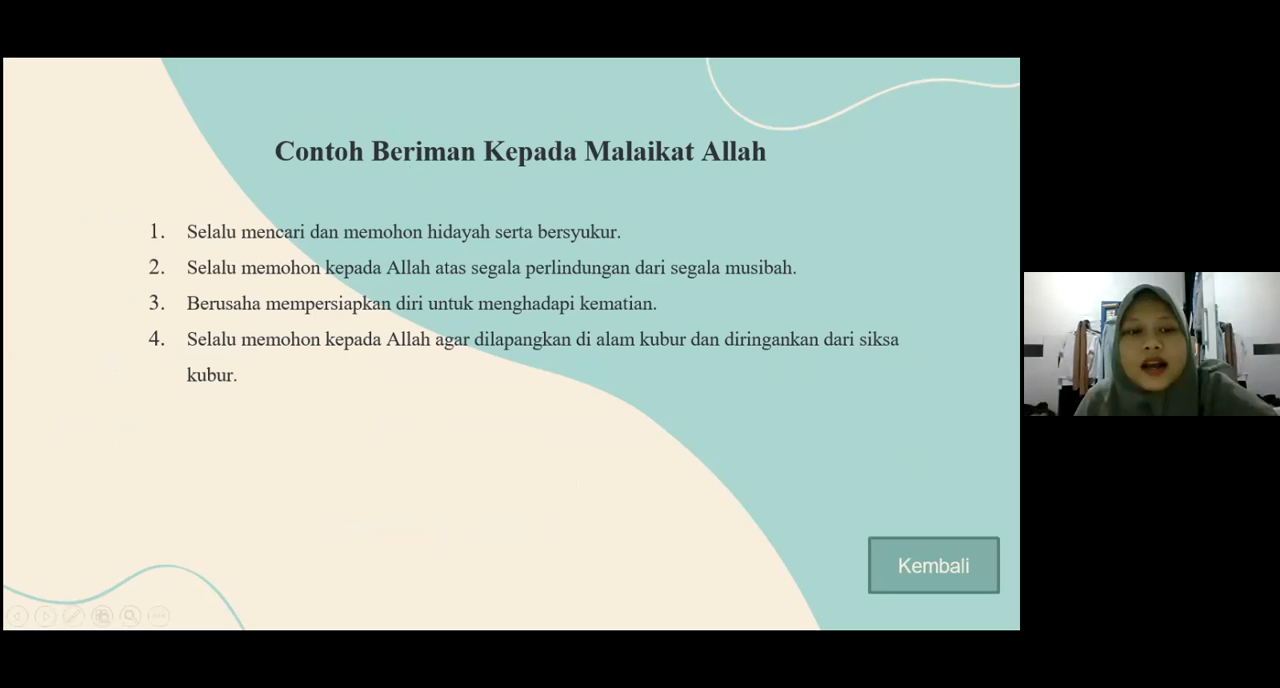 Contoh Beriman Kepada Malaikat Allah
1. Selalu mencari dan memohon hidayah serta bersyukur.
2. Selalu memohon kepada Allah atas segala perlindungan dari segala musibah.
3. Berusaha mempersiapkan diri untuk menghadapi kematian.
4. Selalu memohon kepada Allah agar dilapangkan di alam kubur dan diringankan dari siksa
kubur.
Kembali